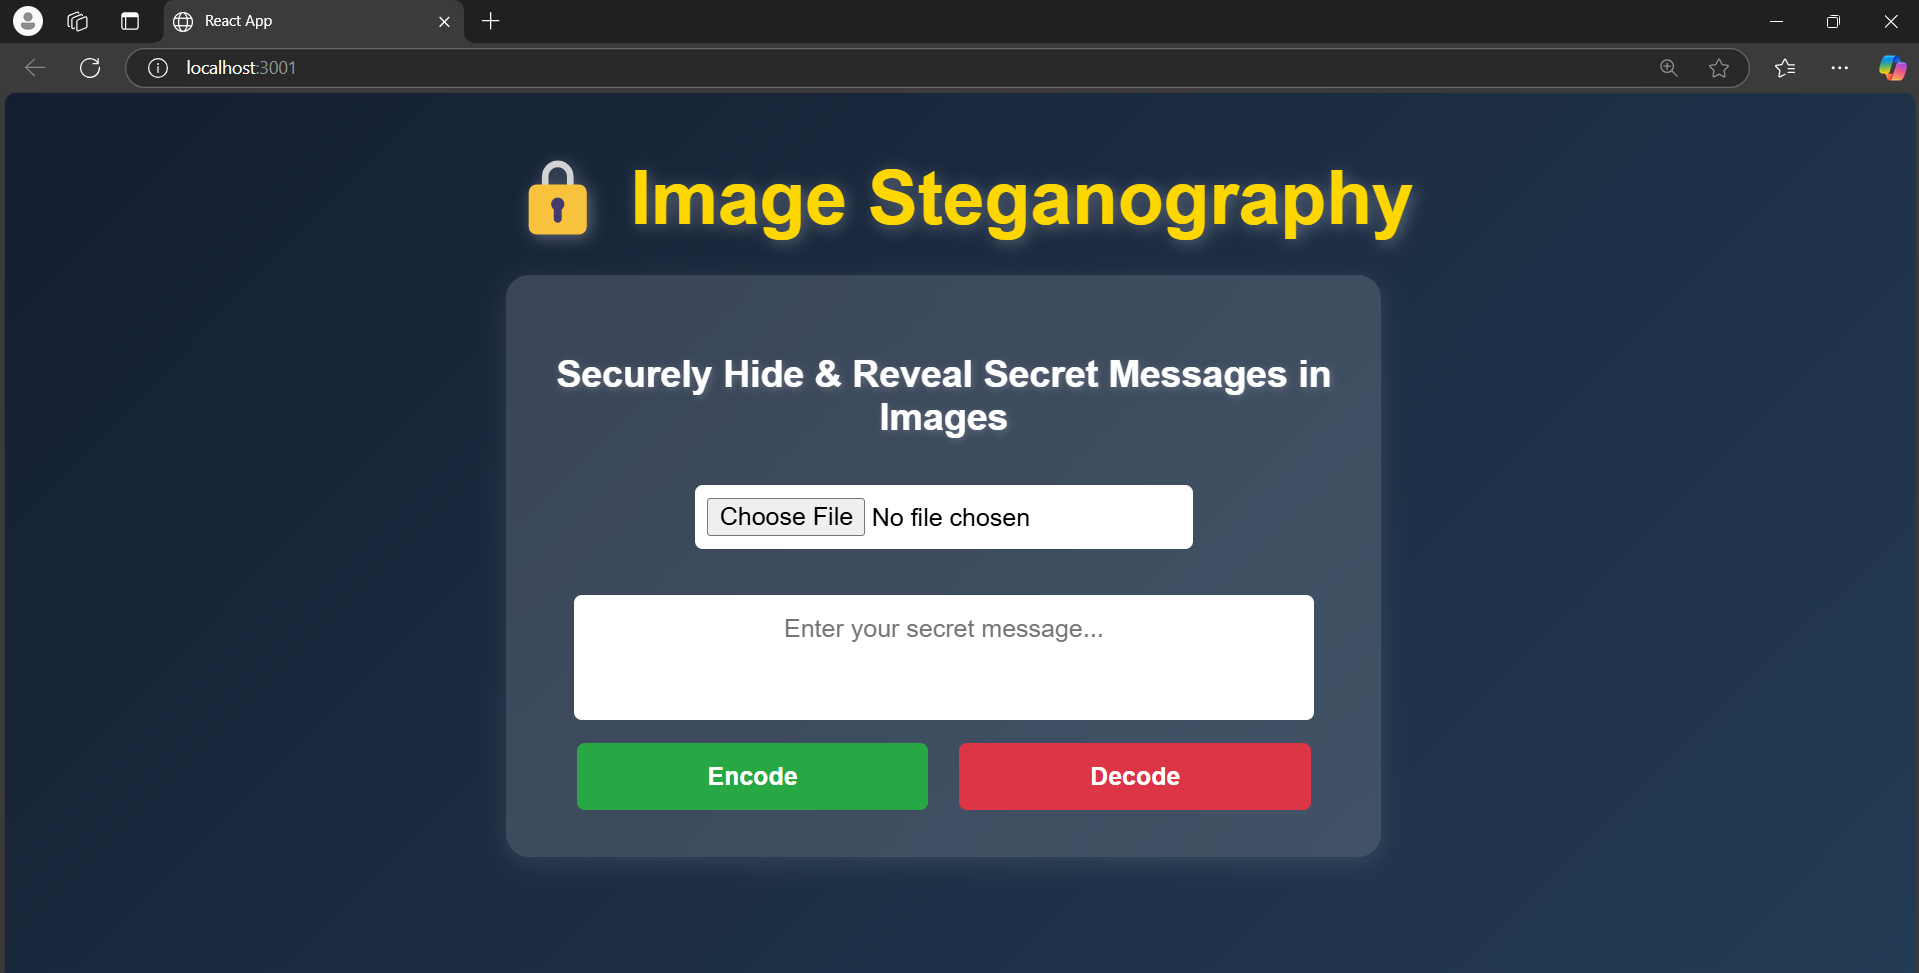 React App
localhost:3001
Image Steganography
Securely Hide & Reveal Secret Messages in
Images
Choose File No file chosen
Enter your secret message...
Encode Decode